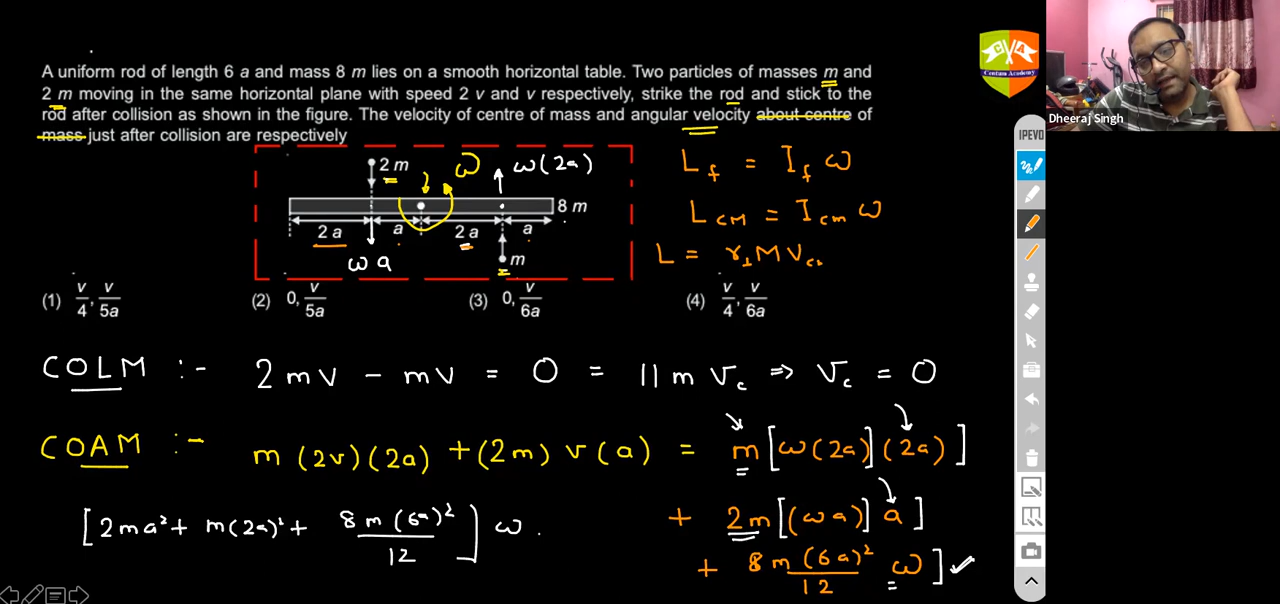 A uniform rod of length 6 a and mass 8 m lies on a smooth horizontal table. Two particles of masses m and
2 m moving in the same horizontal plane with speed 2 v and v respectively, strike the rod and stick to the
rod after collision as shown in the figure. The velocity of centre of mass and angular velocity about centre of
mass just after collision are respectively
Centum Academy
Dheeraj Singh
IPEVO
2 m ω ω(2a)
8 m
2 a a 2 a a
ω a m
L_f = I_f ω
L_CM = I_cm ω
L = r⊥ M V_c
(1) v/4, v/5a (2) 0, v/5a (3) 0, v/6a (4) v/4, v/6a
COLM :- 2mv - mv = 0 = 11m V_c ⇒ V_c = 0
COAM :- m(2v)(2a) + (2m) v(a) = m[ω(2a)](2a)]
+ 2m[(ωa)] a]
+ 8m(6a)²/12 ω]
[2ma² + m(2a)² + 8m(6a)²/12] ω.